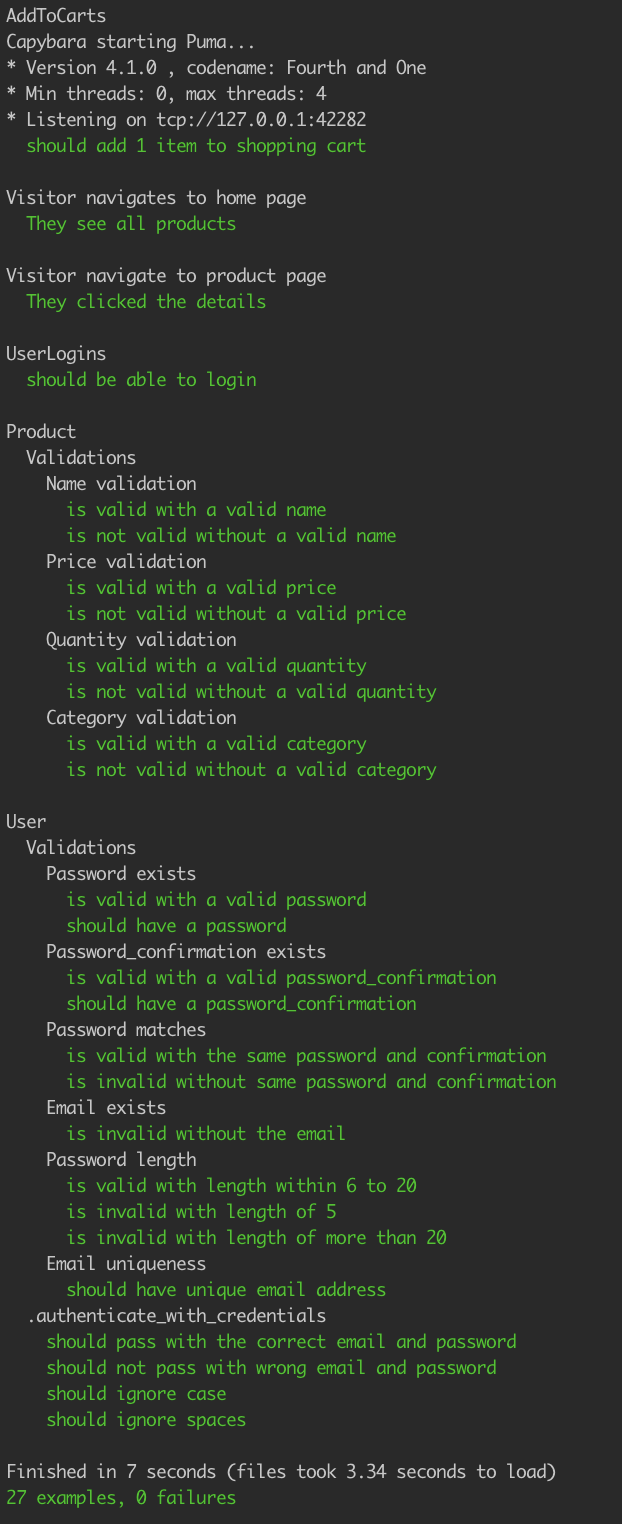 AddToCarts
Capybara starting Puma...
* Version 4.1.0 , codename: Fourth and One
* Min threads: 0, max threads: 4
* Listening on tcp://127.0.0.1:42282
should add 1 item to shopping cart
Visitor navigates to home page
They see all products
Visitor navigate to product page
They clicked the details
UserLogins
should be able to login
Product
Validations
Name validation
is valid with a valid name
is not valid without a valid name
Price validation
is valid with a valid price
is not valid without a valid price
Quantity validation
is valid with a valid quantity
is not valid without a valid quantity
Category validation
is valid with a valid category
is not valid without a valid category
User
Validations
Password exists
is valid with a valid password
should have a password
Password_confirmation exists
is valid with a valid password_confirmation
should have a password_confirmation
Password matches
is valid with the same password and confirmation
is invalid without same password and confirmation
Email exists
is invalid without the email
Password length
is valid with length within 6 to 20
is invalid with length of 5
is invalid with length of more than 20
Email uniqueness
should have unique email address
.authenticate_with_credentials
should pass with the correct email and password
should not pass with wrong email and password
should ignore case
should ignore spaces
Finished in 7 seconds (files took 3.34 seconds to load)
27 examples, 0 failures